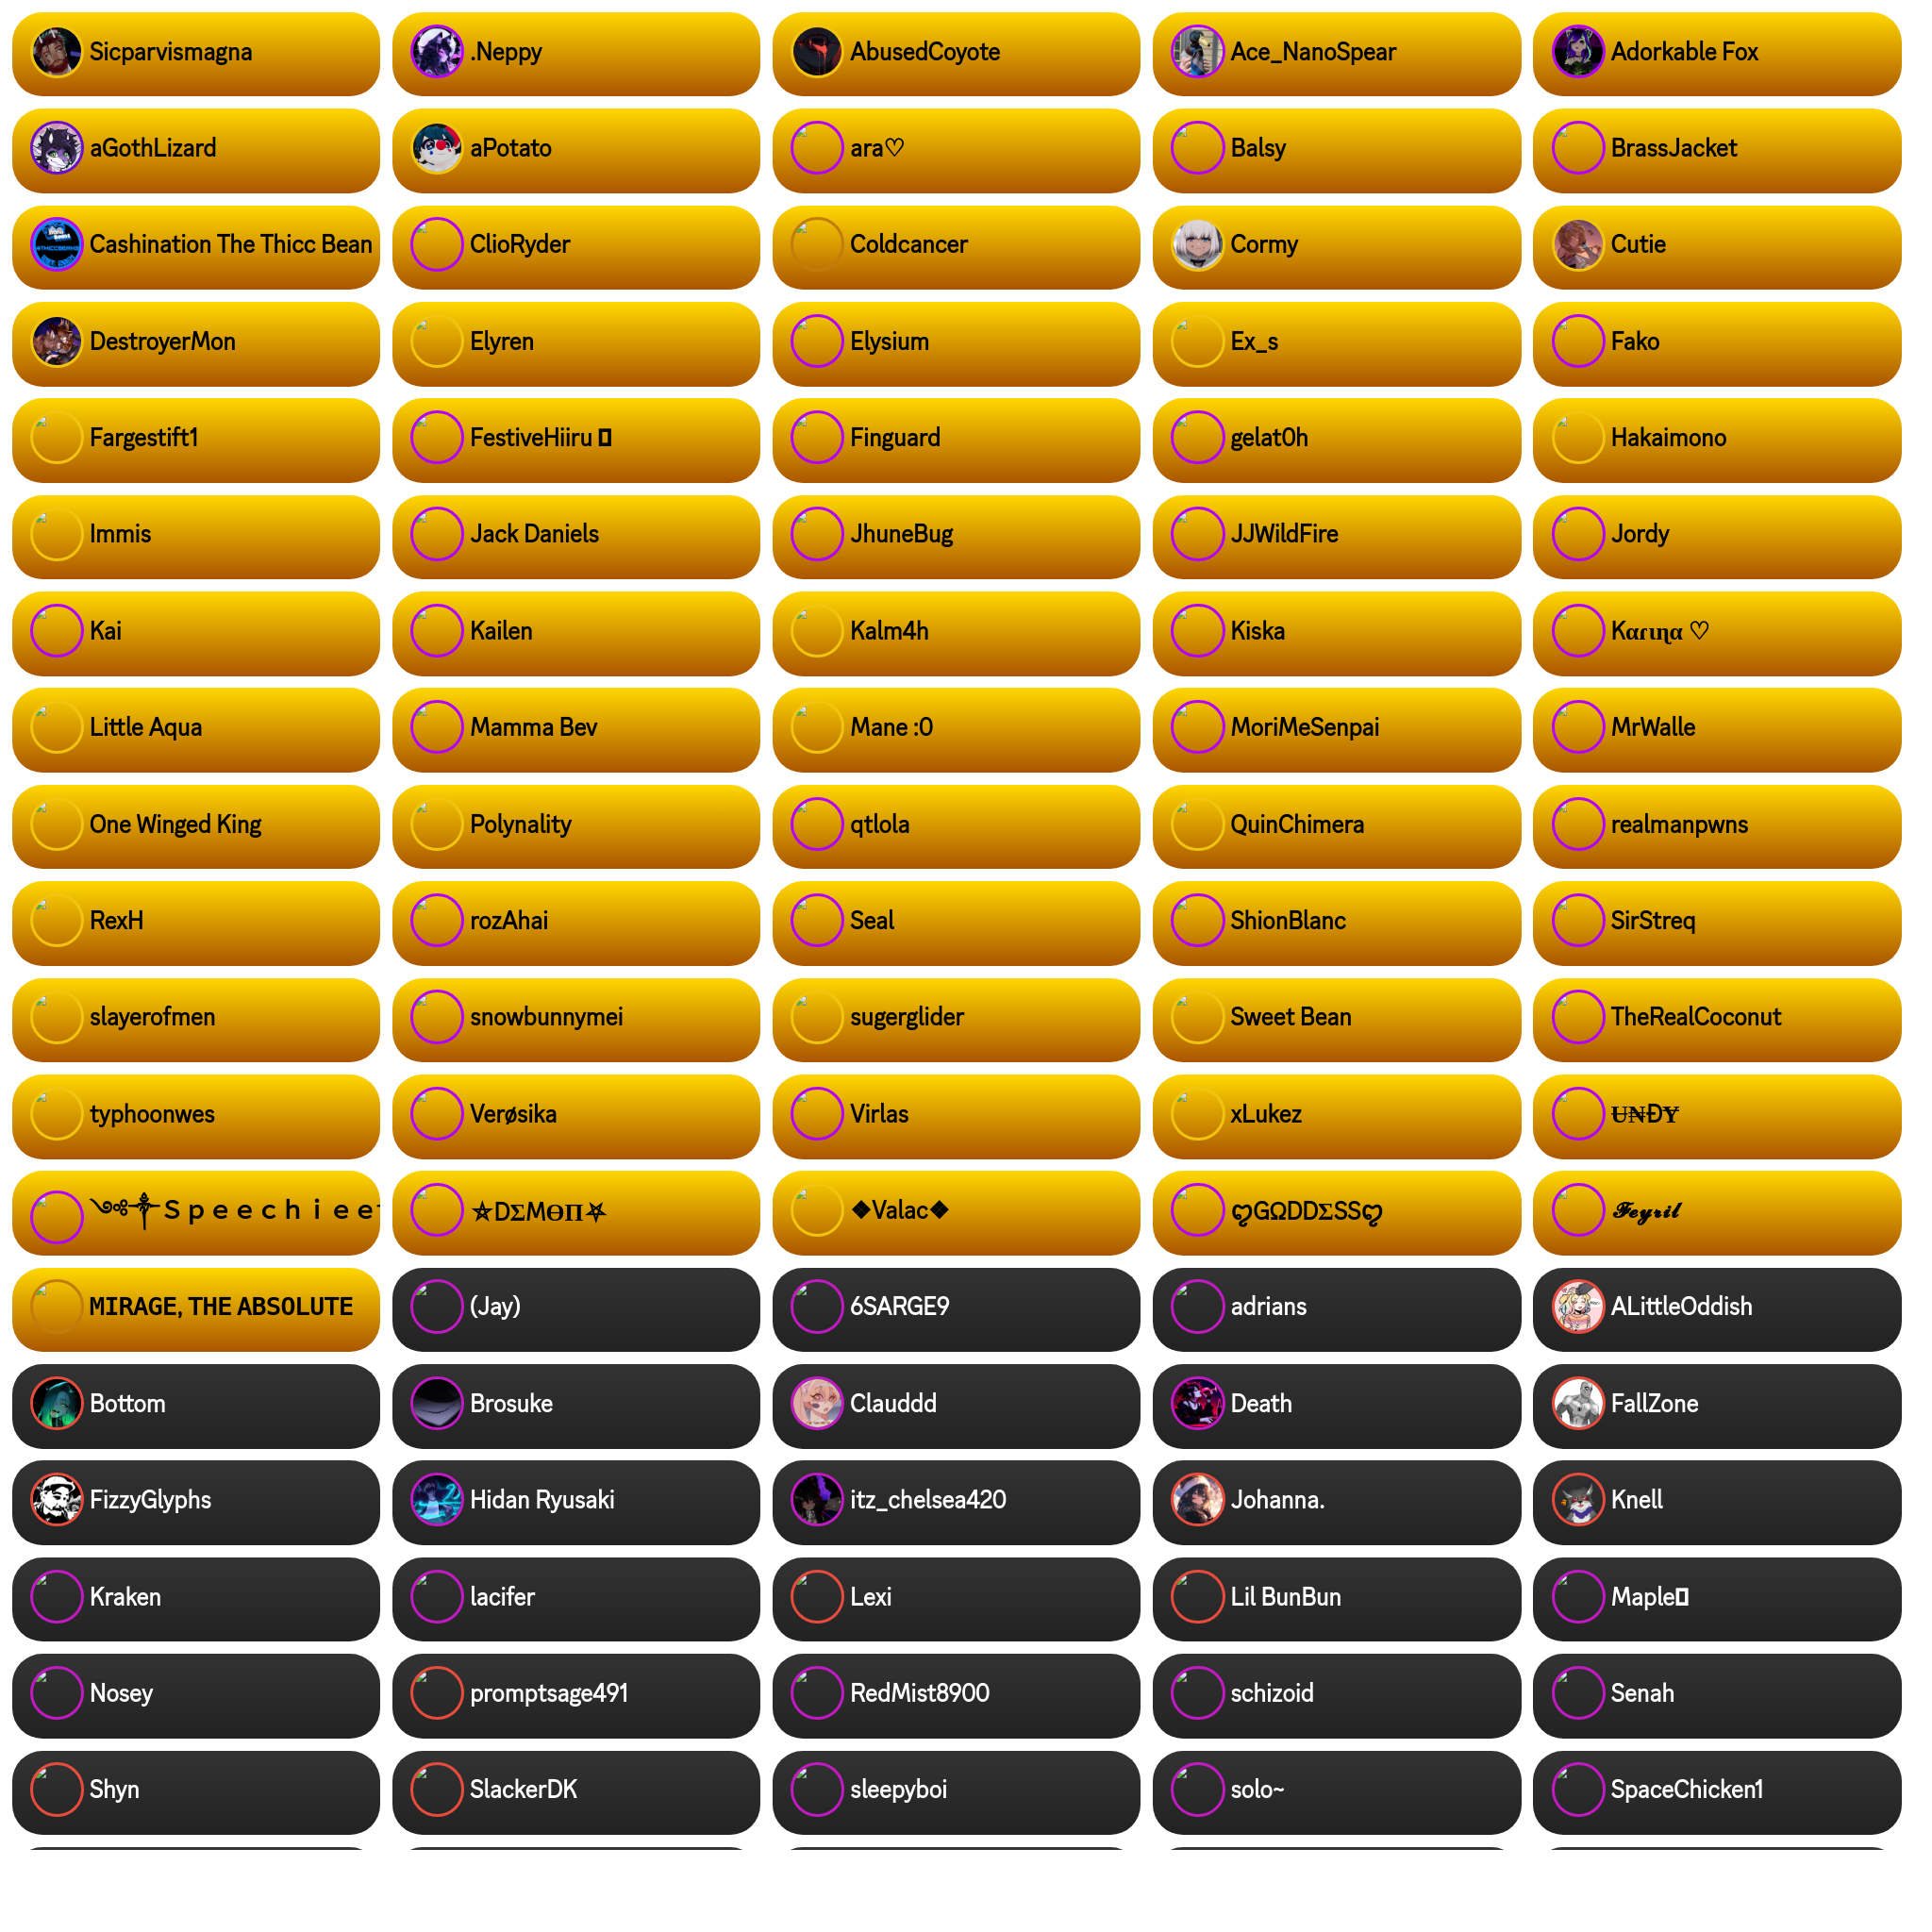 Sicparvismagna
.Neppy
AbusedCoyote
Ace_NanoSpear
Adorkable Fox
aGothLizard
aPotato
ara♡
Balsy
BrassJacket
Cashination The Thicc Bean
ClioRyder
Coldcancer
Cormy
Cutie
DestroyerMon
Elyren
Elysium
Ex_s
Fako
Fargestift1
FestiveHiiru
Finguard
gelat0h
Hakaimono
Immis
Jack Daniels
JhuneBug
JJWildFire
Jordy
Kai
Kailen
Kalm4h
Kiska
Kαɾιɳα ♡
Little Aqua
Mamma Bev
Mane :0
MoriMeSenpai
MrWalle
One Winged King
Polynality
qtlola
QuinChimera
realmanpwns
RexH
rozAhai
Seal
ShionBlanc
SirStreq
slayerofmen
snowbunnymei
sugerglider
Sweet Bean
TheRealCoconut
typhoonwes
Verøsika
Virlas
xLukez
U̶₦ĐɎ
༺༒Ｓｐｅｅｃｈｉｅｅ
⛤DΣMӨΠ⛧
❖Valac❖
ღGΩDDΣSSღ
𝓕𝓮𝔂𝓻𝓲𝓵
MIRAGE, THE ABSOLUTE
(Jay)
6SARGE9
adrians
ALittleOddish
Bottom
Brosuke
Clauddd
Death
FallZone
FizzyGlyphs
Hidan Ryusaki
itz_chelsea420
Johanna.
Knell
Kraken
lacifer
Lexi
Lil BunBun
Maple
Nosey
promptsage491
RedMist8900
schizoid
Senah
Shyn
SlackerDK
sleepyboi
solo~
SpaceChicken1